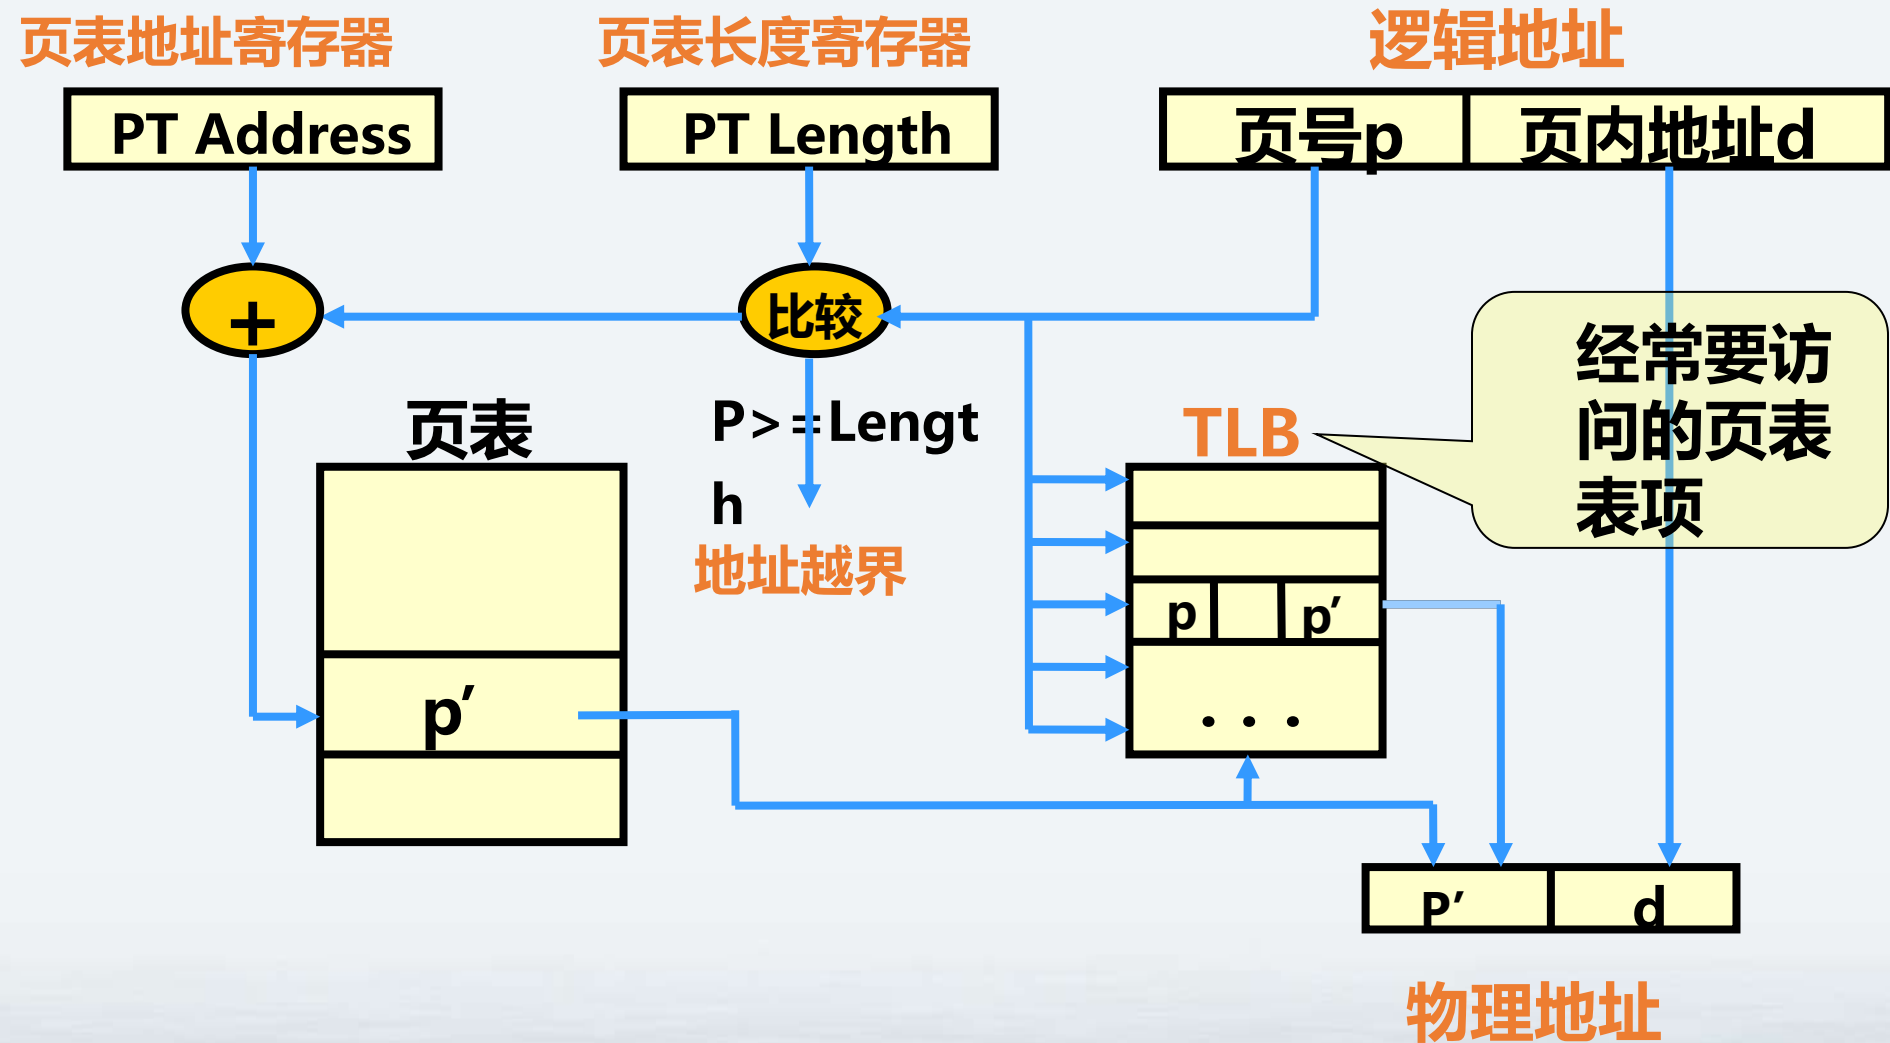 页表地址寄存器
页表长度寄存器
逻辑地址
PT Address
PT Length
页号p
页内地址d
+
比较
经常要访
问的页表
表项
页表
P>=Lengt
h
地址越界
TLB
p
p′
p′
. . .
P′
d
物理地址